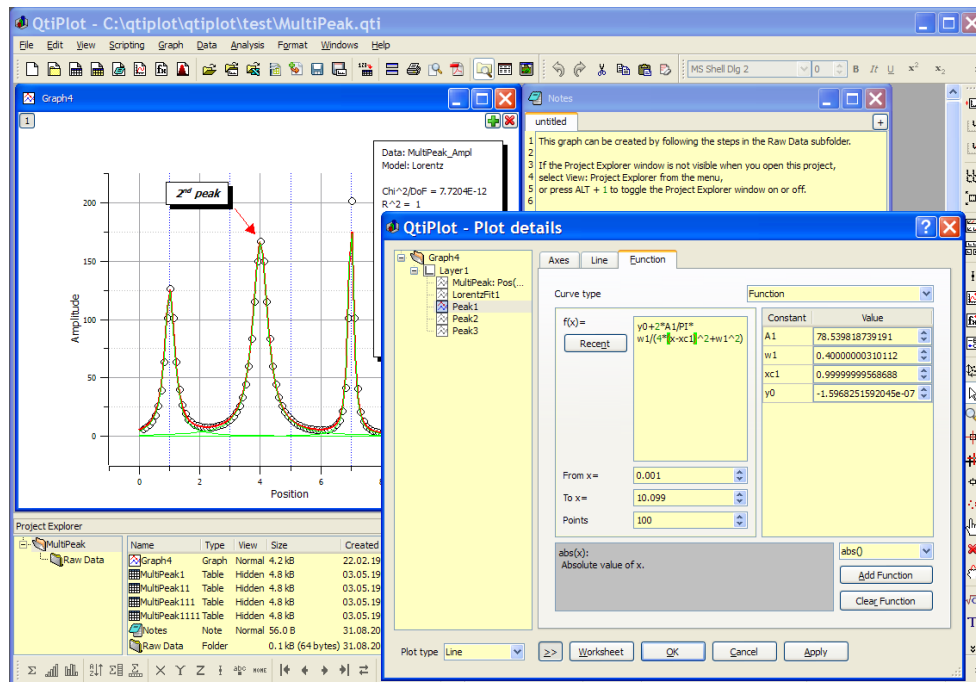 QtiPlot - C:\qtiplot\qtiplot\test\MultiPeak.qti
File Edit View Scripting Graph Data Analysis Format Windows Help
MS Shell Dlg 2 0 B It U x² x₂
Graph4
1
Data: MultiPeak_Ampl
Model: Lorentz
Chi^2/DoF = 7.7204E-12
R^2 = 1
2nd peak
200
150
100
50
0
Amplitude
0 2 4 6 8
Position
Notes
untitled
1 This graph can be created by following the steps in the Raw Data subfolder.
2
3 If the Project Explorer window is not visible when you open this project,
4 select View: Project Explorer from the menu,
5 or press ALT + 1 to toggle the Project Explorer window on or off.
6
QtiPlot - Plot details
Graph4
Layer1
MultiPeak: Pos(...
LorentzFit1
Peak1
Peak2
Peak3
Axes Line Function
Curve type Function
f(x)=
Recent
y0+2*A1/PI*
w1/(4*(x-xc1)^2+w1^2)
Constant Value
A1 78.539818739191
w1 0.40000000310112
xc1 0.99999999568688
y0 -1.5968251592045e-07
From x= 0.001
To x= 10.099
Points 100
abs(x):
Absolute value of x.
abs()
Add Function
Clear Function
Plot type Line >> Worksheet OK Cancel Apply
Project Explorer
MultiPeak
Raw Data
Name Type View Size Created
Graph4 Graph Normal 4.2 kB 22.02.19
MultiPeak1 Table Hidden 4.8 kB 03.05.19
MultiPeak11 Table Hidden 4.8 kB 03.05.19
MultiPeak111 Table Hidden 4.8 kB 03.05.19
MultiPeak1111 Table Hidden 4.8 kB 03.05.19
Notes Note Normal 56.0 B 31.08.20
Raw Data Folder 0.1 kB (64 bytes) 31.08.20
X Y Z